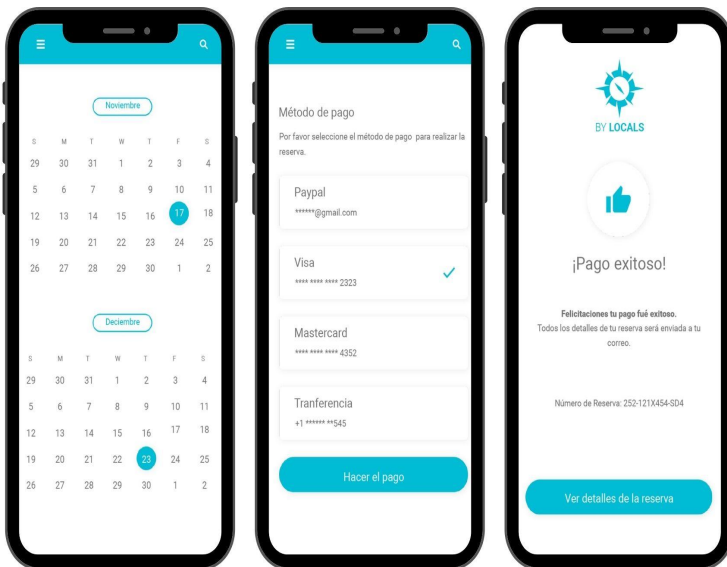 Noviembre
S M T W T F S
29 30 31 1 2 3 4
5 6 7 8 9 10 11
12 13 14 15 16 17 18
19 20 21 22 23 24 25
26 27 28 29 30 1 2
Deciembre
S M T W T F S
29 30 31 1 2 3 4
5 6 7 8 9 10 11
12 13 14 15 16 17 18
19 20 21 22 23 24 25
26 27 28 29 30 1 2
Método de pago
Por favor seleccione el método de pago para realizar la
reserva.
Paypal
******@gmail.com
Visa
**** **** **** 2323
Mastercard
**** **** **** 4352
Tranferencia
+1 ****** **545
Hacer el pago
BY LOCALS
¡Pago exitoso!
Felicitaciones tu pago fué exitoso.
Todos los detalles de tu reserva será enviada a tu
correo.
Número de Reserva: 252-121X454-SD4
Ver detalles de la reserva